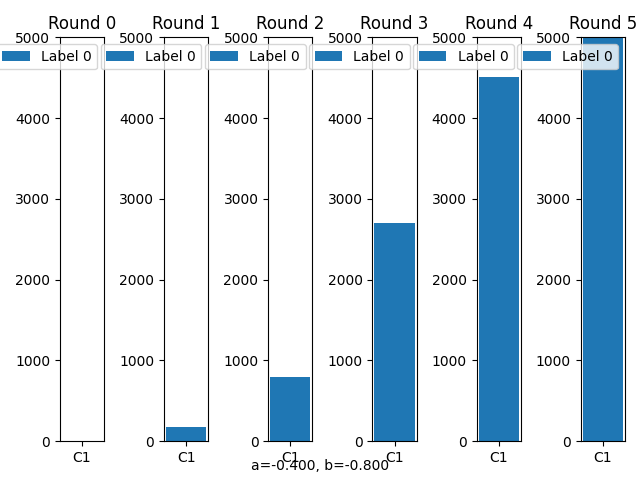 Round 0 Round 1 Round 2 Round 3 Round 4 Round 5
5000 5000 5000 5000 5000 5000
Label 0 Label 0 Label 0 Label 0 Label 0 Label 0
4000 4000 4000 4000 4000 4000
3000 3000 3000 3000 3000 3000
2000 2000 2000 2000 2000 2000
1000 1000 1000 1000 1000 1000
0 0 0 0 0 0
C1 C1 C1 C1 C1 C1
a=-0.400, b=-0.800